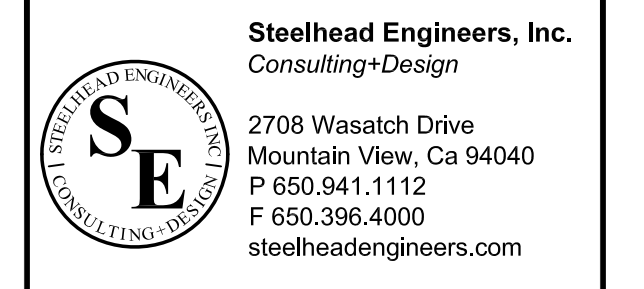 STEELHEAD ENGINEERS INC
S E
| CONSULTING+DESIGN |
Steelhead Engineers, Inc.
Consulting+Design
2708 Wasatch Drive
Mountain View, Ca 94040
P 650.941.1112
F 650.396.4000
steelheadengineers.com